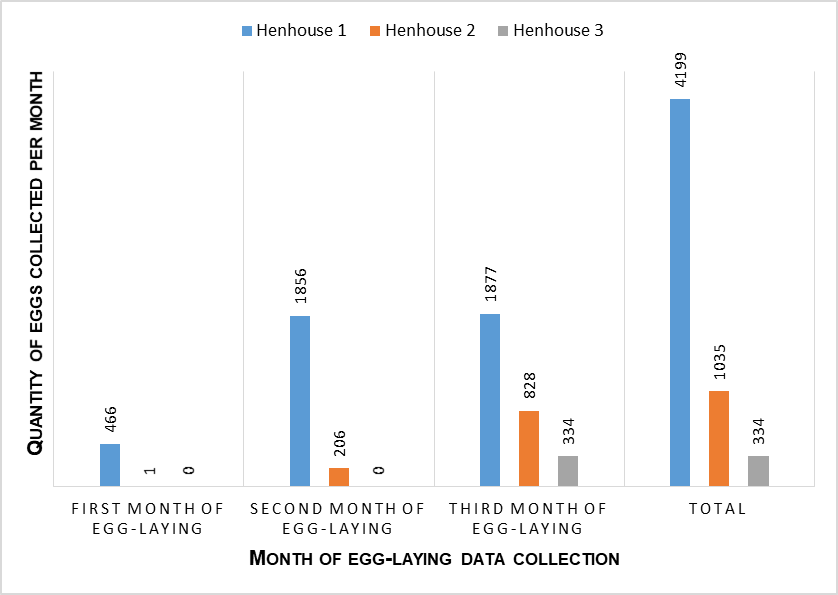 Henhouse 1 Henhouse 2 Henhouse 3
QUANTITY OF EGGS COLLECTED PER MONTH
466
1
0
1856
206
0
1877
828
334
4199
1035
334
FIRST MONTH OF
EGG-LAYING
SECOND MONTH OF
EGG-LAYING
THIRD MONTH OF
EGG-LAYING
TOTAL
MONTH OF EGG-LAYING DATA COLLECTION